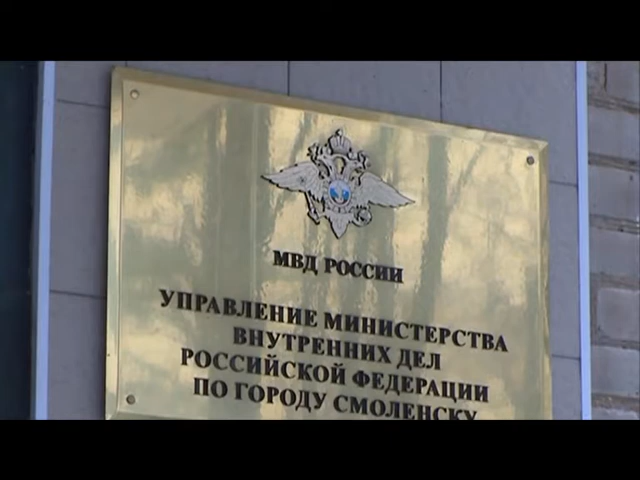 МВД РОССИИ
УПРАВЛЕНИЕ МИНИСТЕРСТВА
ВНУТРЕННИХ ДЕЛ
РОССИЙСКОЙ ФЕДЕРАЦИИ
ПО ГОРОДУ СМОЛЕНСКУ